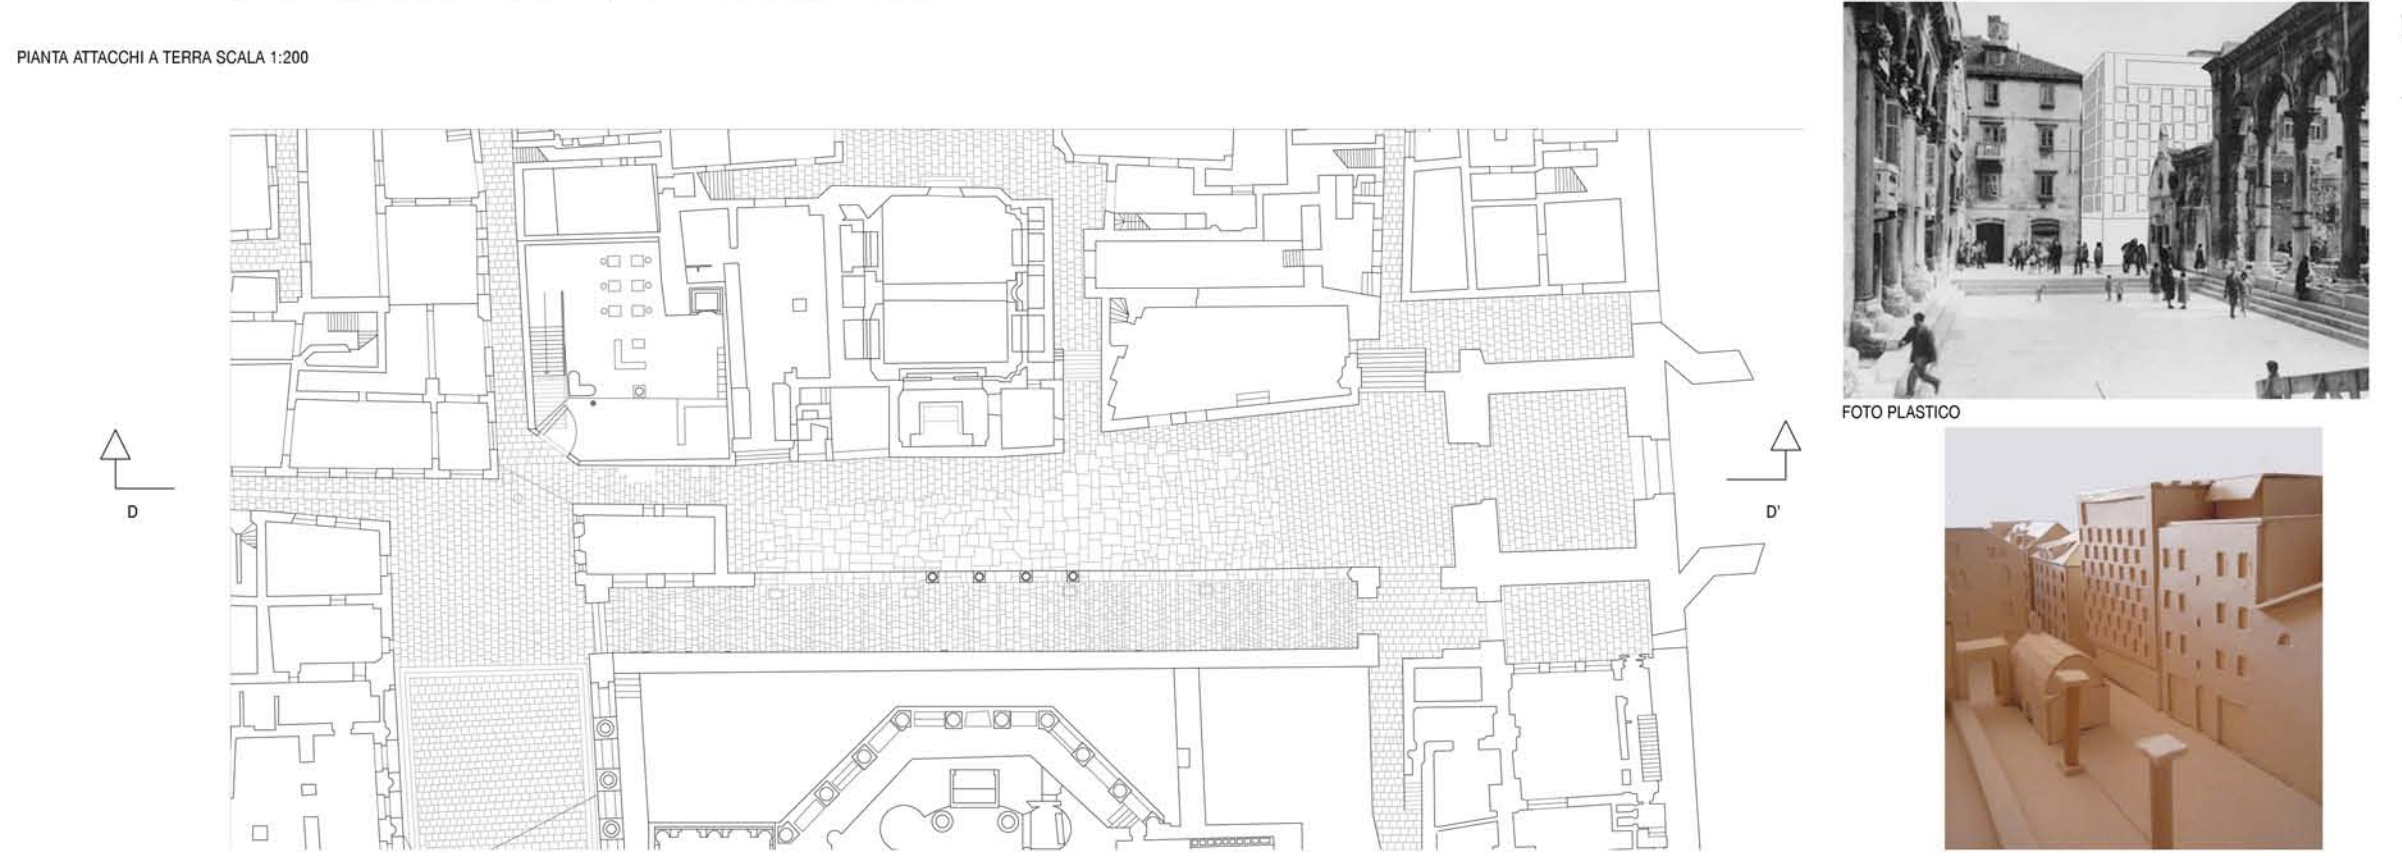 PIANTA ATTACCHI A TERRA SCALA 1:200
FOTO PLASTICO
D
D'